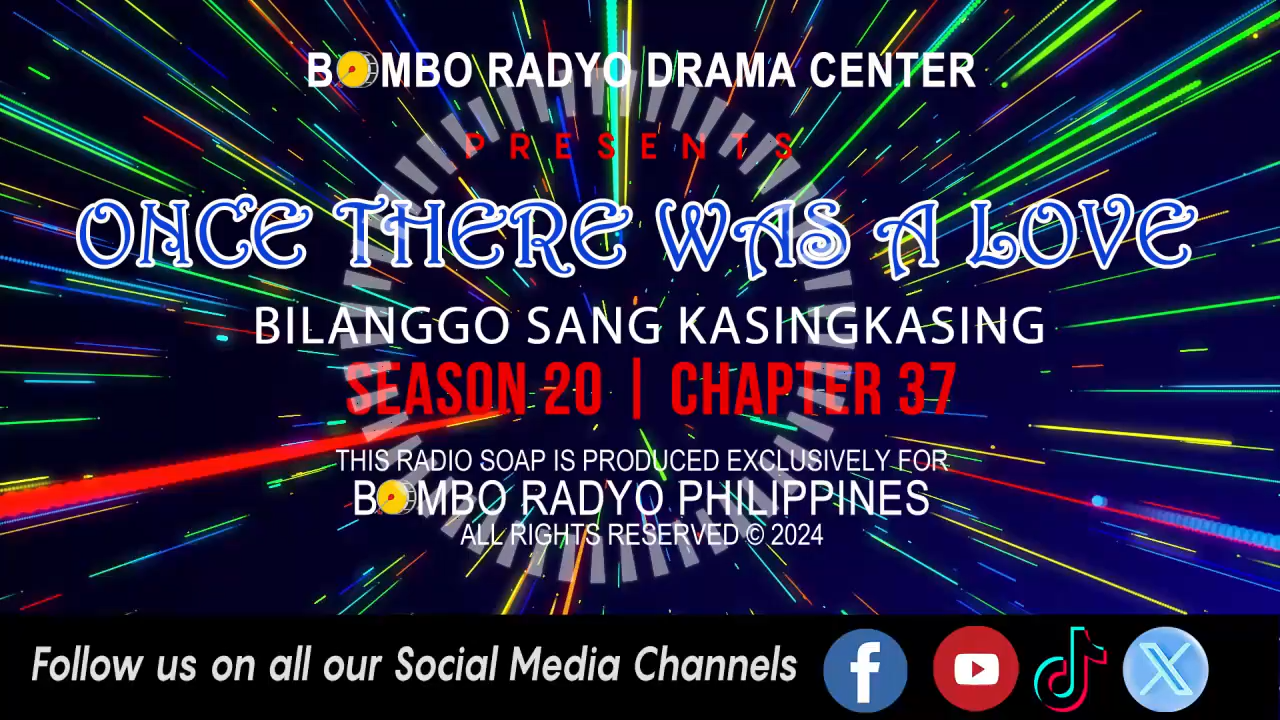 BOMBO RADYO DRAMA CENTER
PRESENTS
ONCE THERE WAS A LOVE
BILANGGO SANG KASINGKASING
SEASON 20 | CHAPTER 37
THIS RADIO SOAP IS PRODUCED EXCLUSIVELY FOR
BOMBO RADYO PHILIPPINES
ALL RIGHTS RESERVED © 2024
Follow us on all our Social Media Channels